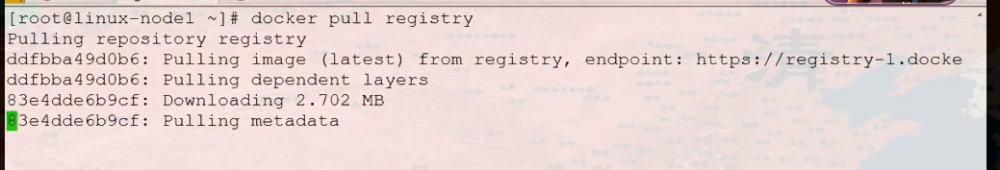 [root@linux-node1 ~]# docker pull registry
Pulling repository registry
ddfbba49d0b6: Pulling image (latest) from registry, endpoint: https://registry-1.docke
ddfbba49d0b6: Pulling dependent layers
83e4dde6b9cf: Downloading 2.702 MB
83e4dde6b9cf: Pulling metadata
清